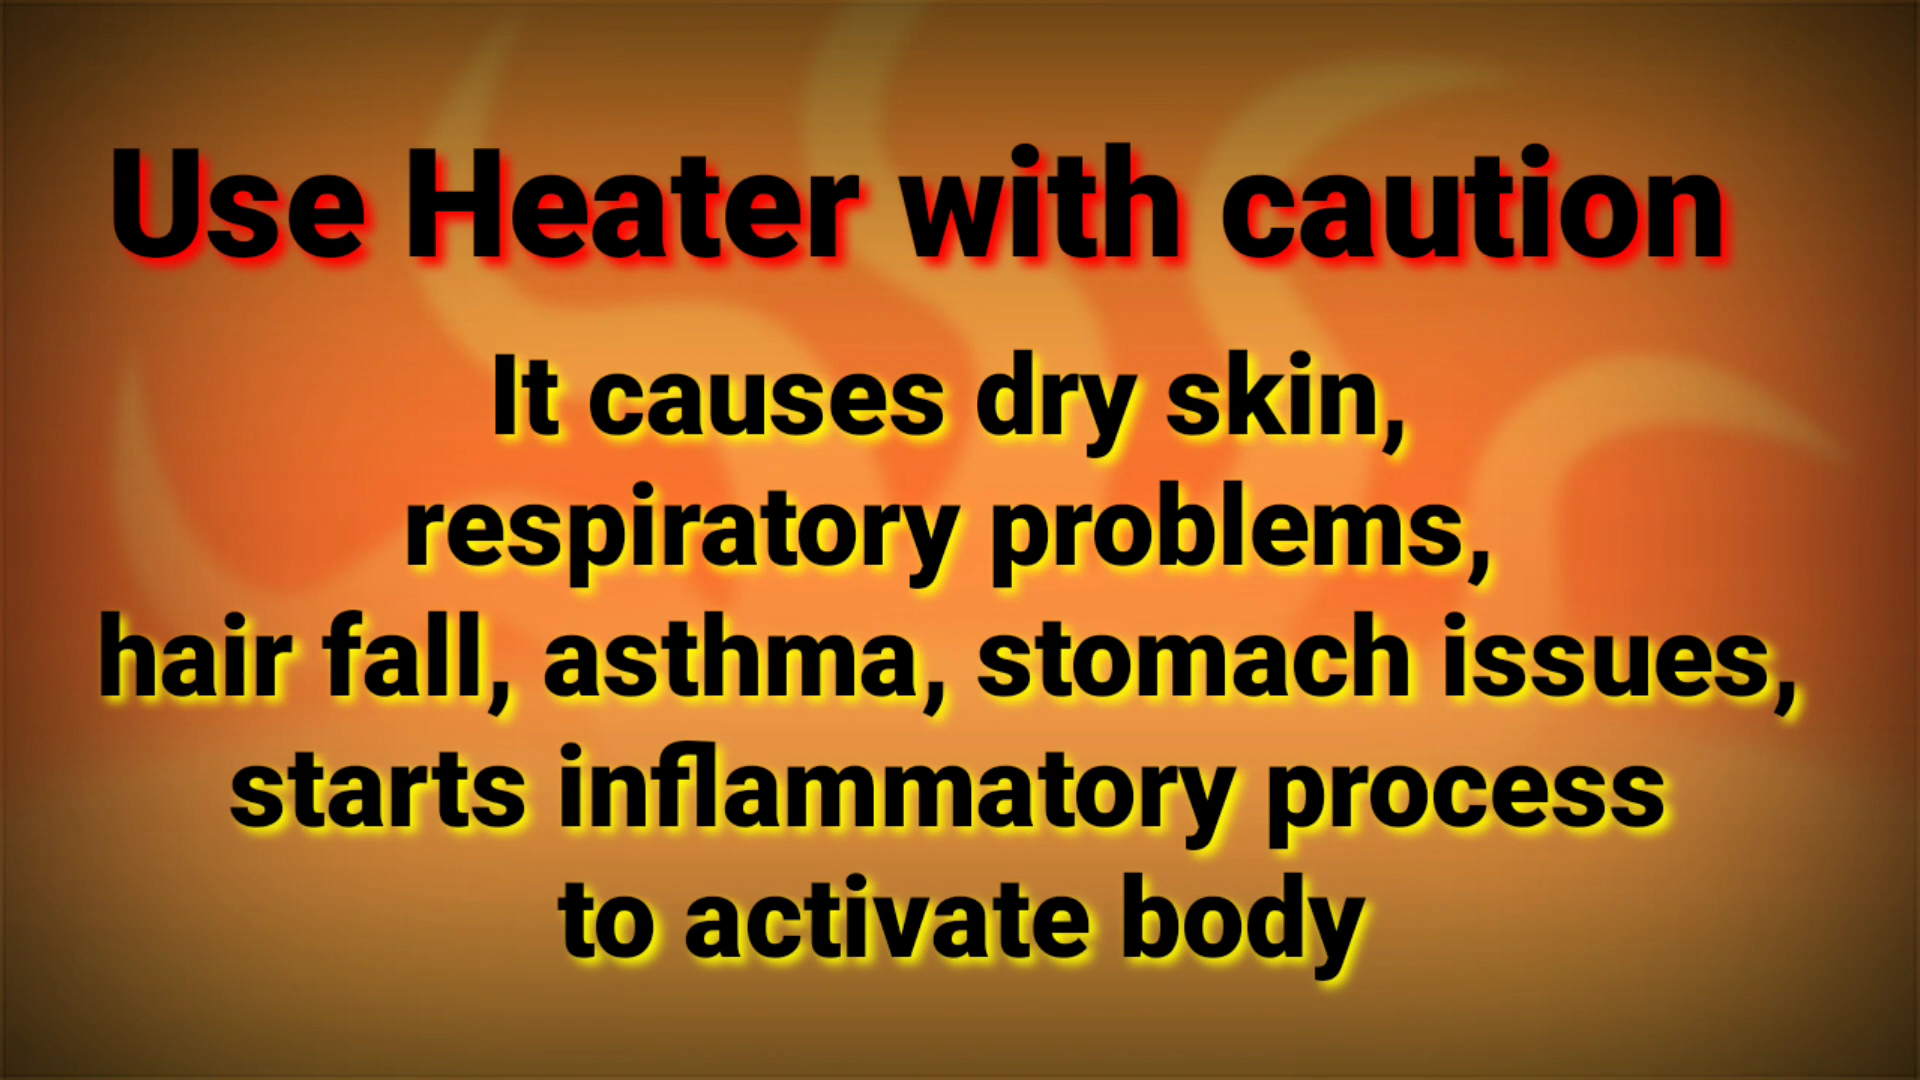 Use Heater with caution
It causes dry skin,
respiratory problems,
hair fall, asthma, stomach issues,
starts inflammatory process
to activate body